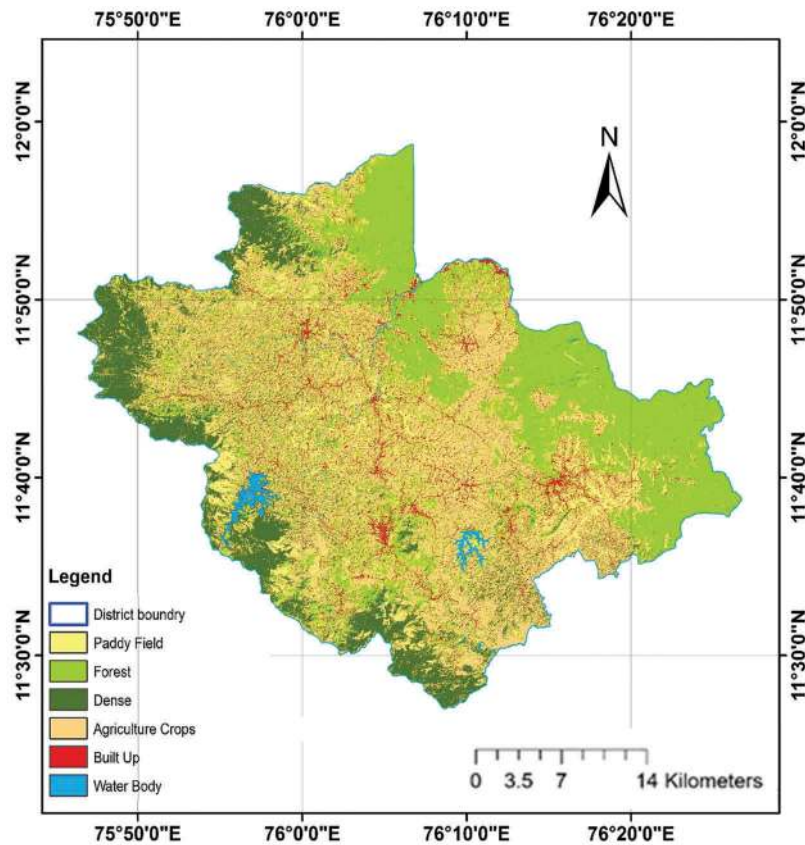 75°50'0"E 76°0'0"E 76°10'0"E 76°20'0"E
12°0'0"N
12°0'0"N
N
11°50'0"N
11°50'0"N
11°40'0"N
11°40'0"N
11°30'0"N
11°30'0"N
Legend
District boundry
Paddy Field
Forest
Dense
Agriculture Crops
Built Up
Water Body
0 3.5 7 14 Kilometers
75°50'0"E 76°0'0"E 76°10'0"E 76°20'0"E